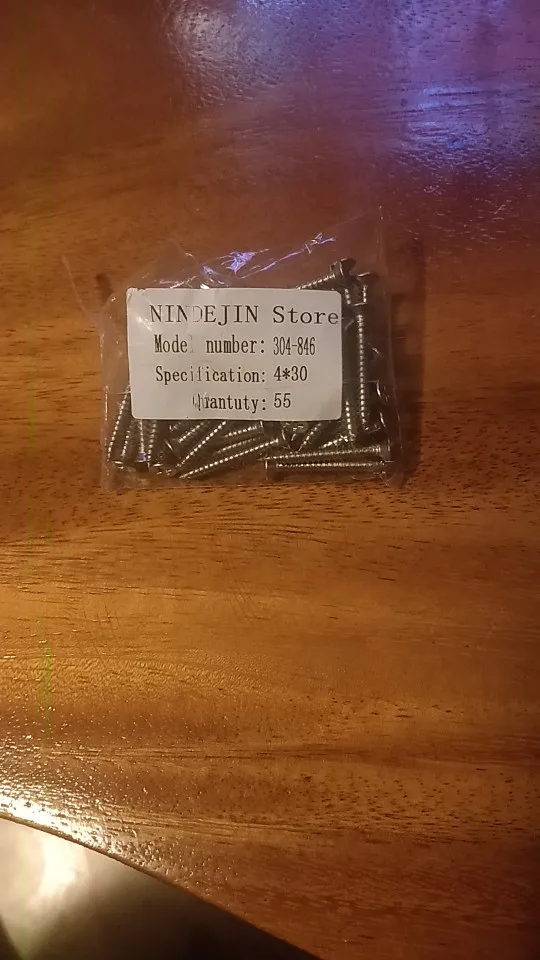 NINDEJIN Store
Model number: 304-846
Specification: 4*30
Quantuty: 55